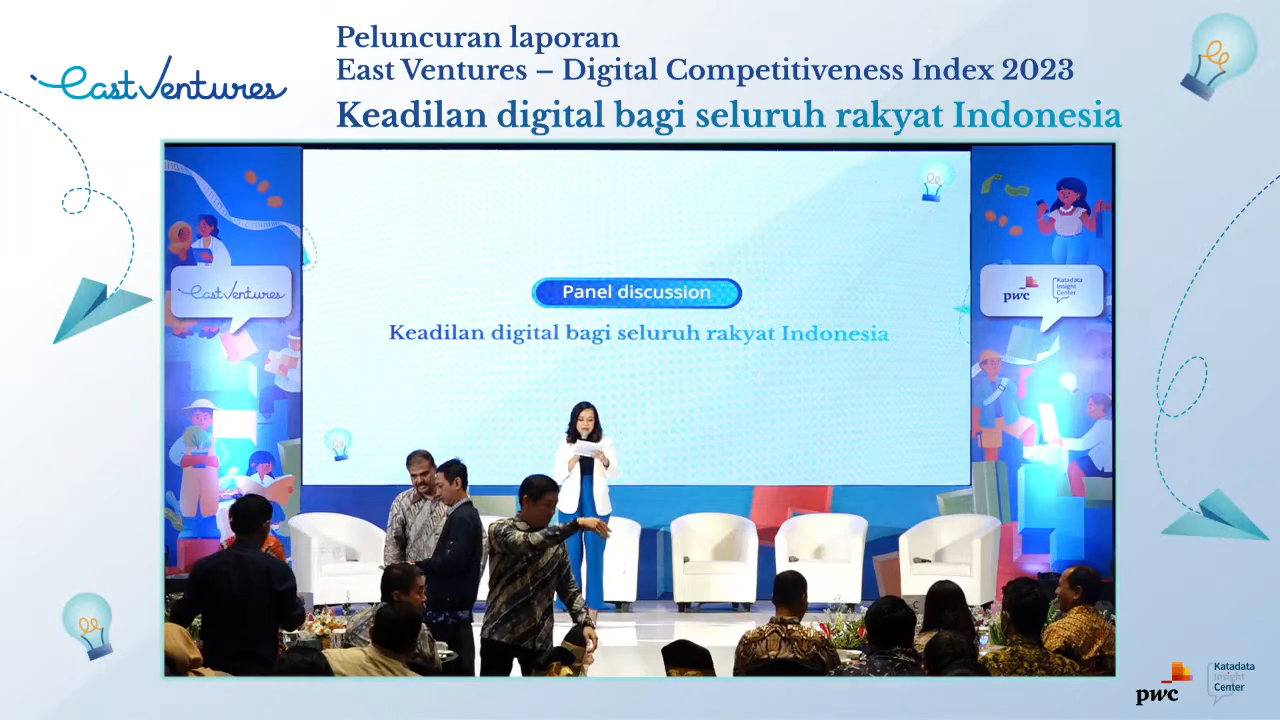 East Ventures
Peluncuran laporan
East Ventures – Digital Competitiveness Index 2023
Keadilan digital bagi seluruh rakyat Indonesia
East Ventures
Panel discussion
Keadilan digital bagi seluruh rakyat Indonesia
pwc
Katadata
Insight
Center
C
pwc
Katadata
Insight
Center